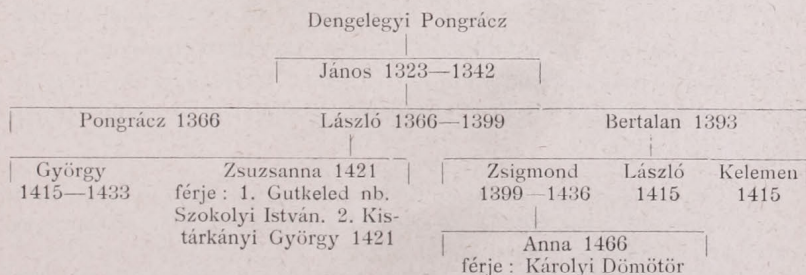 Dengelegyi Pongrácz
János 1323—1342
Pongrácz 1366 László 1366—1399 Bertalan 1393
György Zsuzsanna 1421 Zsigmond László Kelemen
1415—1433 férje : 1. Gutkeled nb. 1399—1436 1415 1415
Szokolyi István. 2. Kis-
tárkányi György 1421
Anna 1466
férje : Károlyi Dömötör